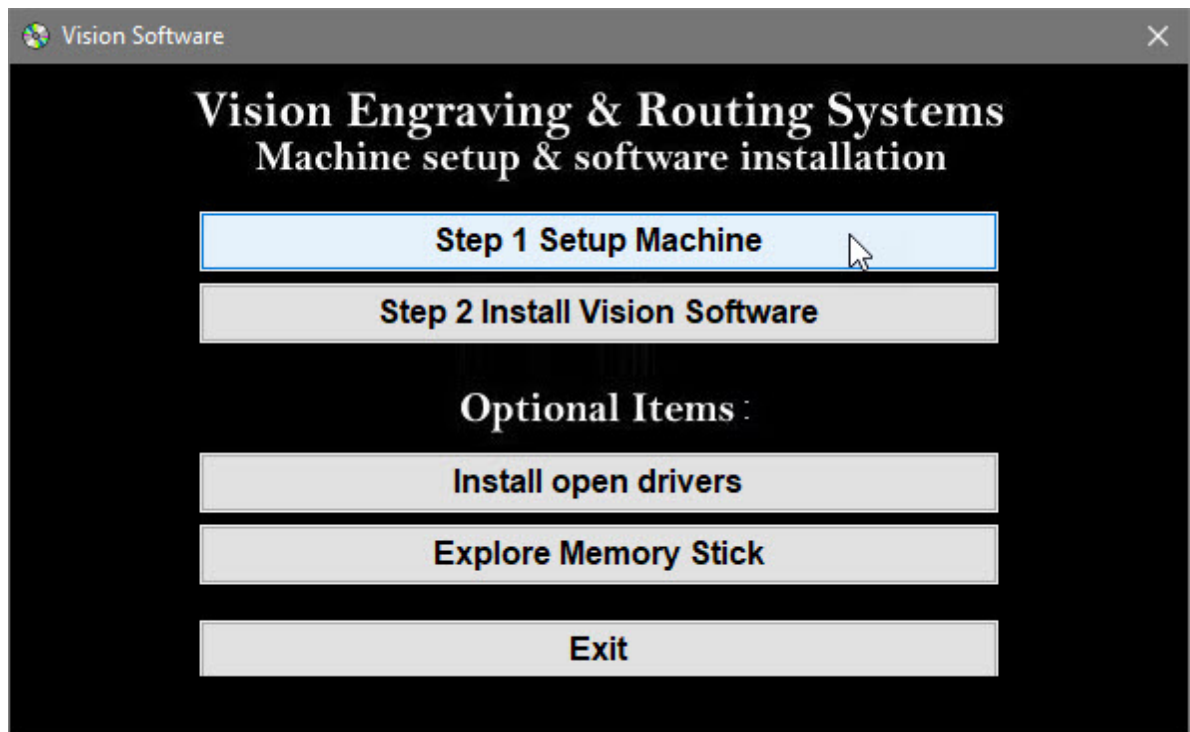 Vision Software
Vision Engraving & Routing Systems
Machine setup & software installation
Step 1 Setup Machine
Step 2 Install Vision Software
Optional Items:
Install open drivers
Explore Memory Stick
Exit